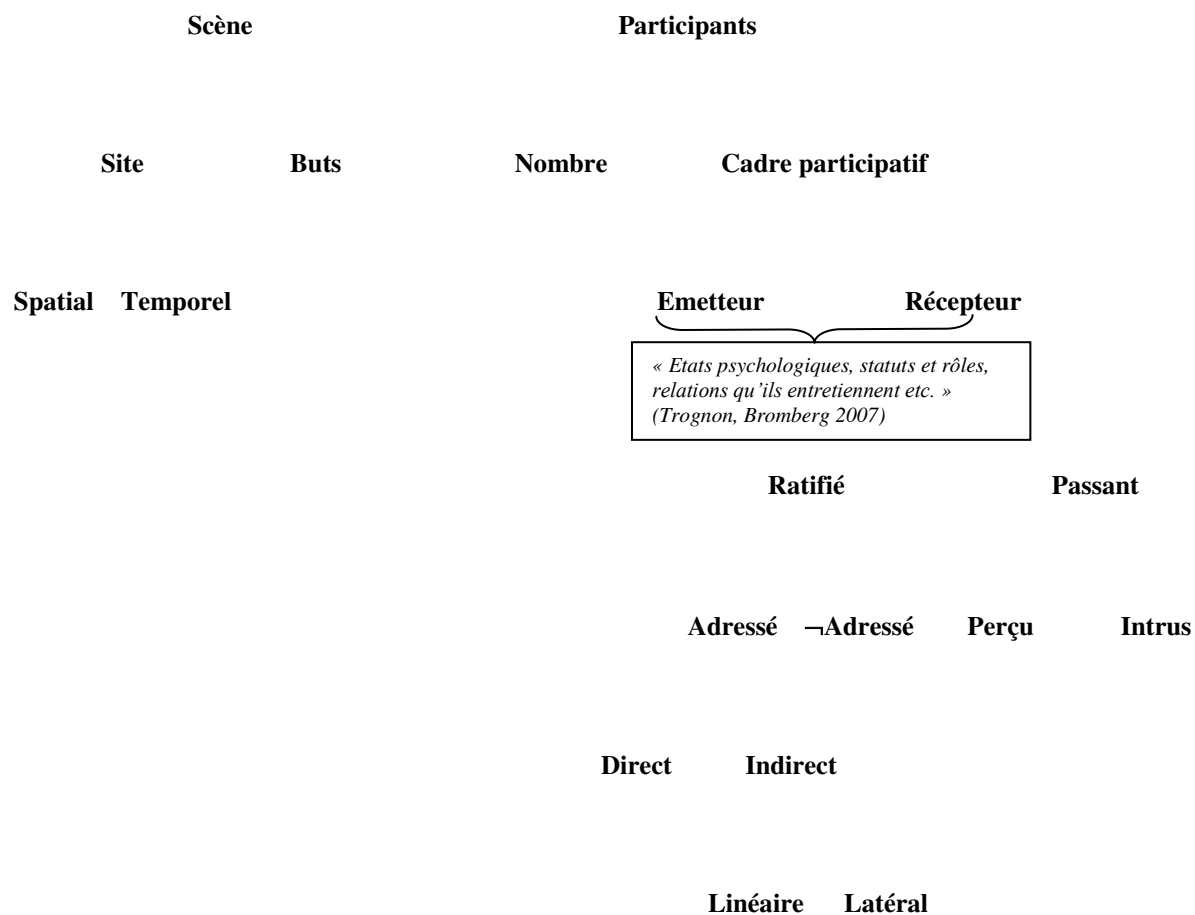 Scène Participants
Site Buts Nombre Cadre participatif
Spatial Temporel Emetteur Récepteur
« Etats psychologiques, statuts et rôles,
relations qu'ils entretiennent etc. »
(Trognon, Bromberg 2007)
Ratifié Passant
Adressé ¬Adressé Perçu Intrus
Direct Indirect
Linéaire Latéral